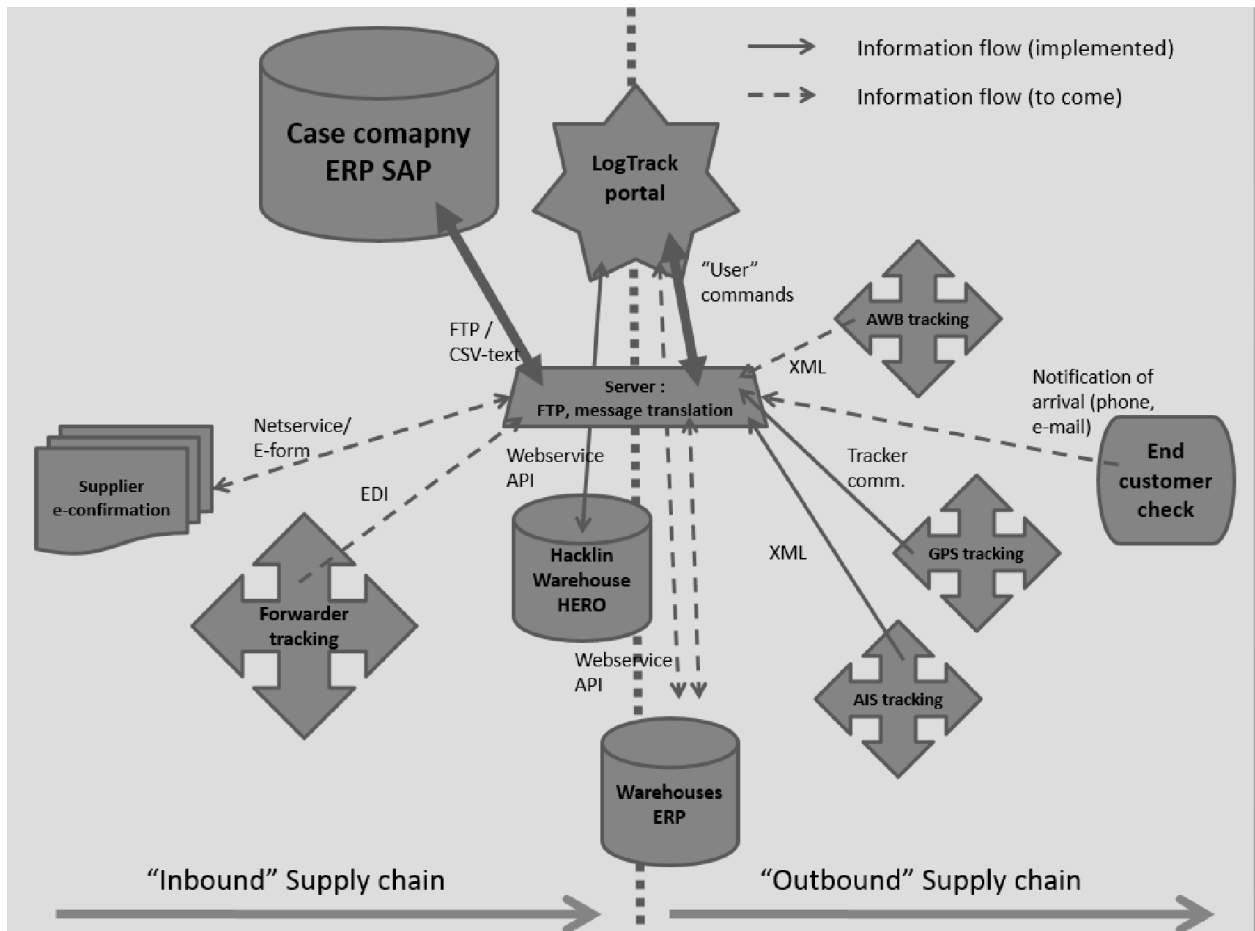 Information flow (implemented)
Information flow (to come)
Case comapny
ERP SAP
LogTrack
portal
"User"
commands
AWB tracking
FTP /
CSV-text
XML
Server :
FTP, message translation
Notification of
arrival (phone,
e-mail)
Netservice/
E-form
Webservice
API
Tracker
comm.
End
customer
check
Supplier
e-confirmation
EDI
Hacklin
Warehouse
HERO
XML
GPS tracking
Forwarder
tracking
Webservice
API
AIS tracking
Warehouses
ERP
"Inbound" Supply chain
"Outbound" Supply chain